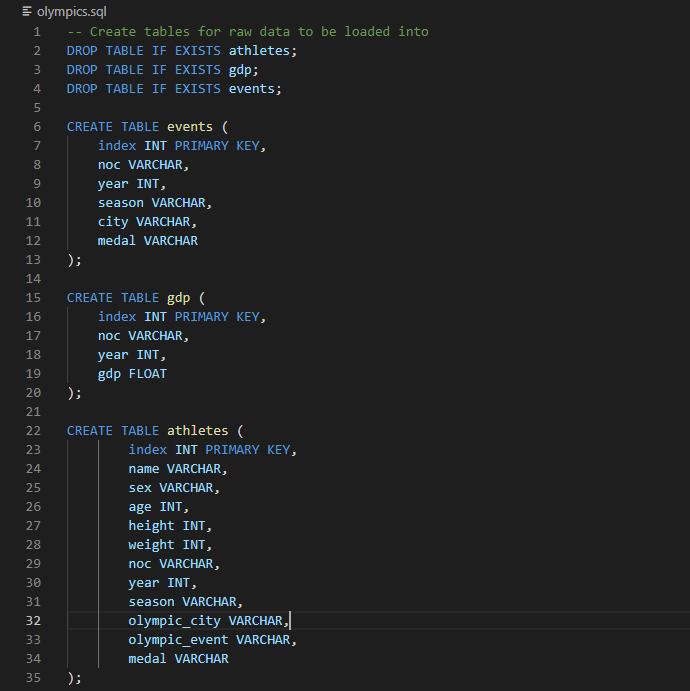 olympics.sql
1 -- Create tables for raw data to be loaded into
2 DROP TABLE IF EXISTS athletes;
3 DROP TABLE IF EXISTS gdp;
4 DROP TABLE IF EXISTS events;
5
6 CREATE TABLE events (
7 index INT PRIMARY KEY,
8 noc VARCHAR,
9 year INT,
10 season VARCHAR,
11 city VARCHAR,
12 medal VARCHAR
13 );
14
15 CREATE TABLE gdp (
16 index INT PRIMARY KEY,
17 noc VARCHAR,
18 year INT,
19 gdp FLOAT
20 );
21
22 CREATE TABLE athletes (
23 index INT PRIMARY KEY,
24 name VARCHAR,
25 sex VARCHAR,
26 age INT,
27 height INT,
28 weight INT,
29 noc VARCHAR,
30 year INT,
31 season VARCHAR,
32 olympic_city VARCHAR,
33 olympic_event VARCHAR,
34 medal VARCHAR
35 );